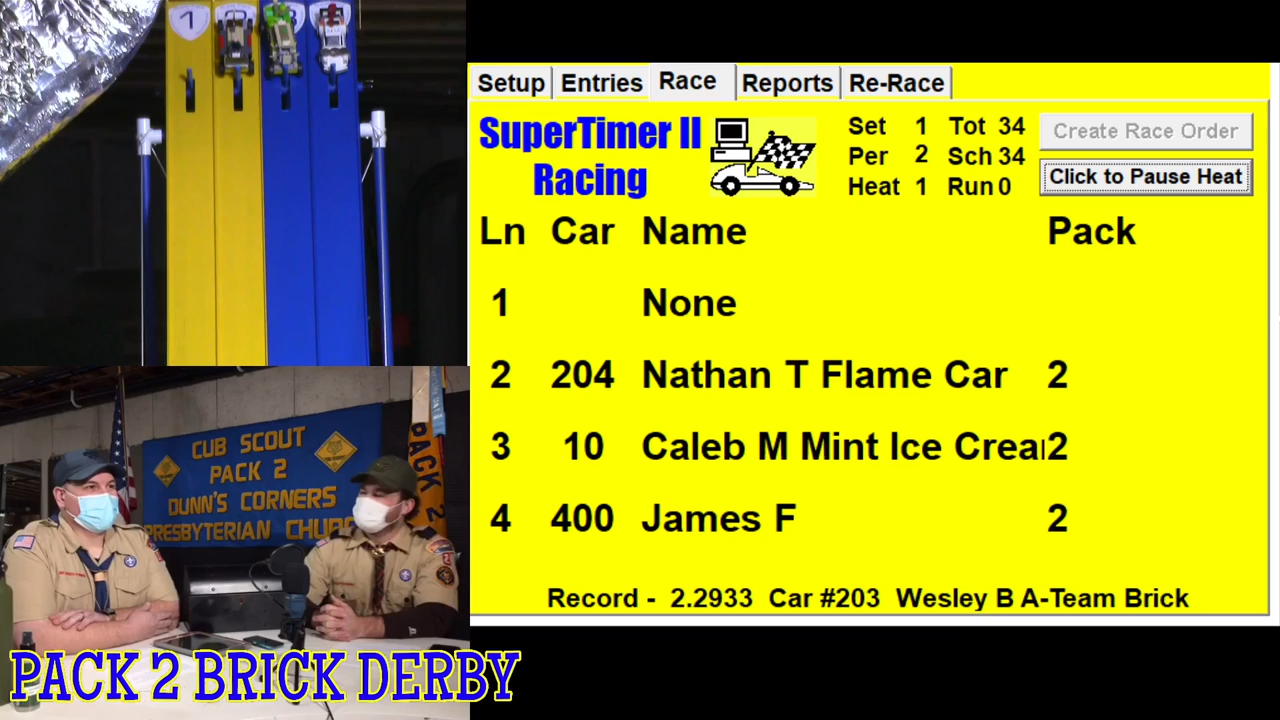 1
Setup Entries Race Reports Re-Race
SuperTimer II
Racing
Set 1 Tot 34
Per 2 Sch 34
Heat 1 Run 0
Create Race Order
Click to Pause Heat
Ln Car Name Pack
1 None
2 204 Nathan T Flame Car 2
3 10 Caleb M Mint Ice Crea 2
4 400 James F 2
Record - 2.2933 Car #203 Wesley B A-Team Brick
CUB SCOUT
PACK 2
DUNN'S CORNERS
PRESBYTERIAN CHURC
PACK 2
PACK 2 BRICK DERBY